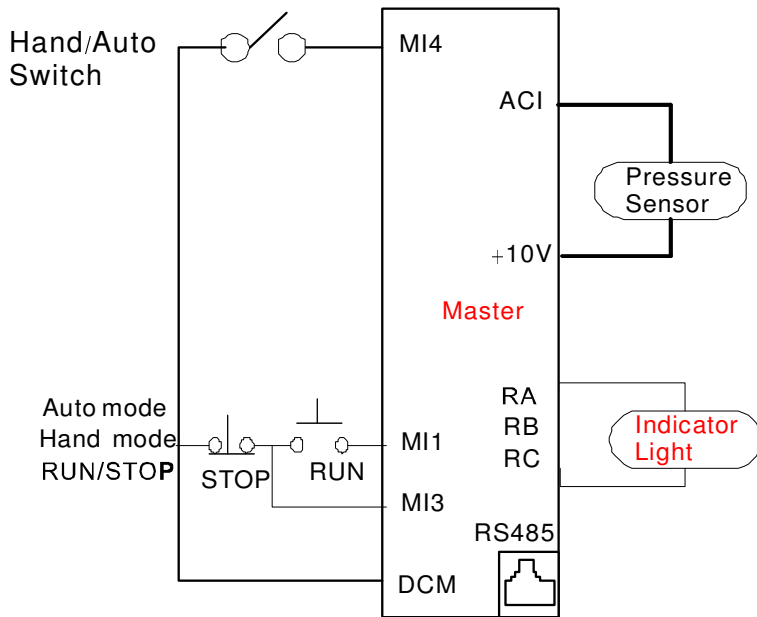 Hand/Auto
Switch
MI4
ACI
Pressure
Sensor
+10V
Master
Auto mode
Hand mode
RUN/STOP
STOP
RUN
MI1
MI3
RA
RB
RC
Indicator
Light
RS485
DCM